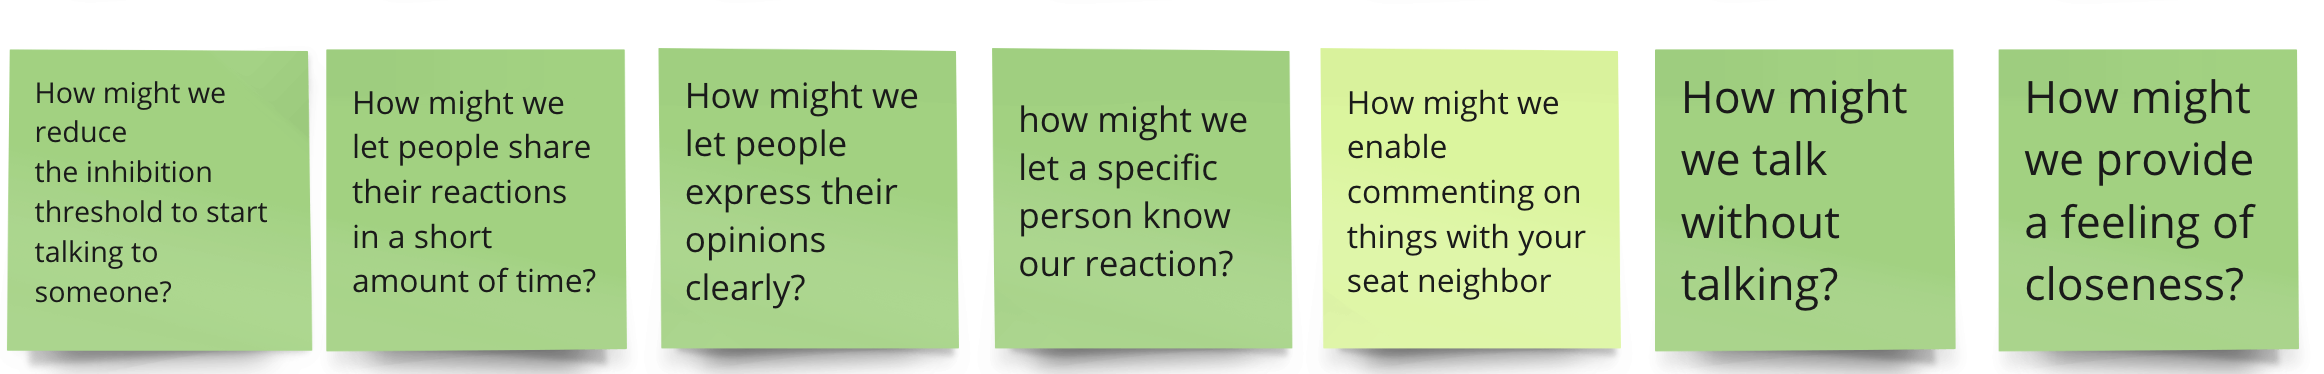 How might we
reduce
the inhibition
threshold to start
talking to
someone?
How might we
let people share
their reactions
in a short
amount of time?
How might we
let people
express their
opinions
clearly?
how might we
let a specific
person know
our reaction?
How might we
enable
commenting on
things with your
seat neighbor
How might
we talk
without
talking?
How might
we provide
a feeling of
closeness?